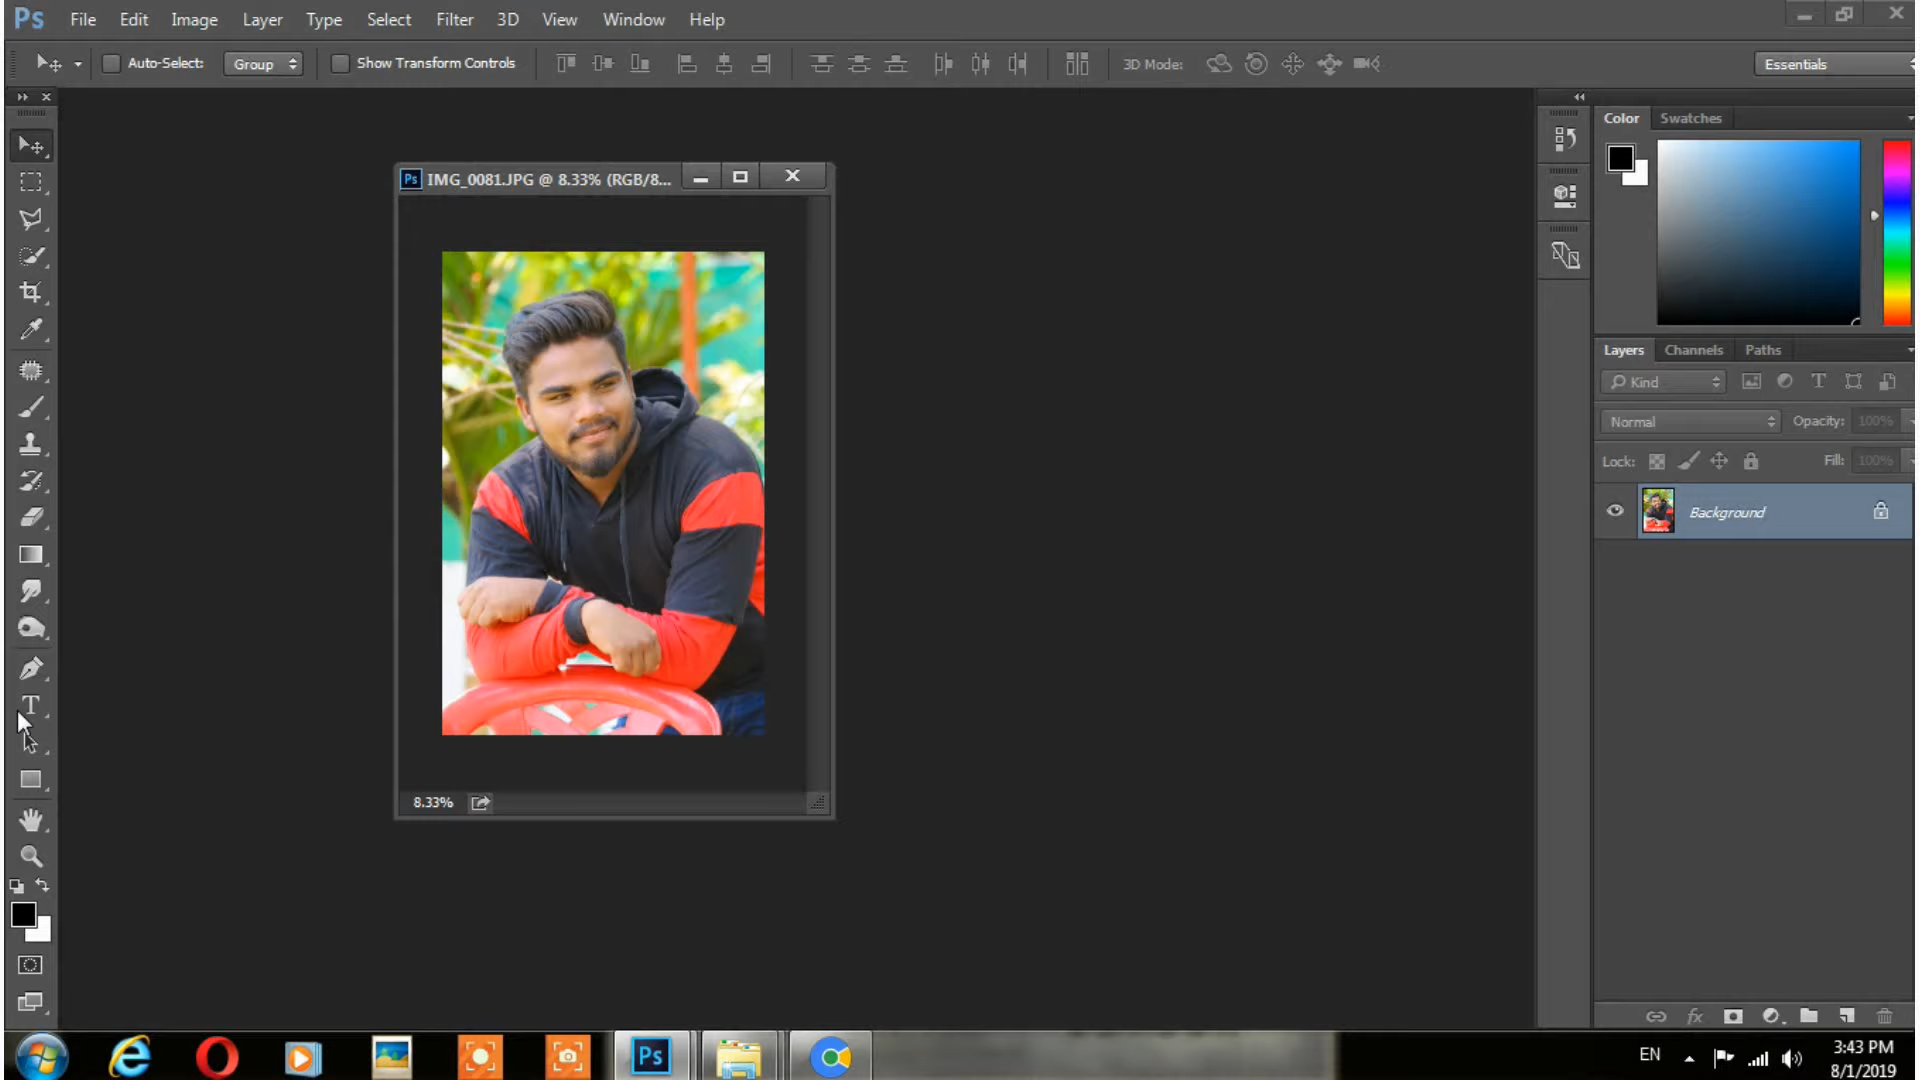 Ps File Edit Image Layer Type Select Filter 3D View Window Help
Auto-Select: Group Show Transform Controls 3D Mode: Essentials
Color Swatches
Ps IMG_0081.JPG @ 8.33% (RGB/8...
Layers Channels Paths
Kind
Normal Opacity: 100%
Lock: Fill: 100%
Background
8.33%
Ps EN 3:43 PM
8/1/2019